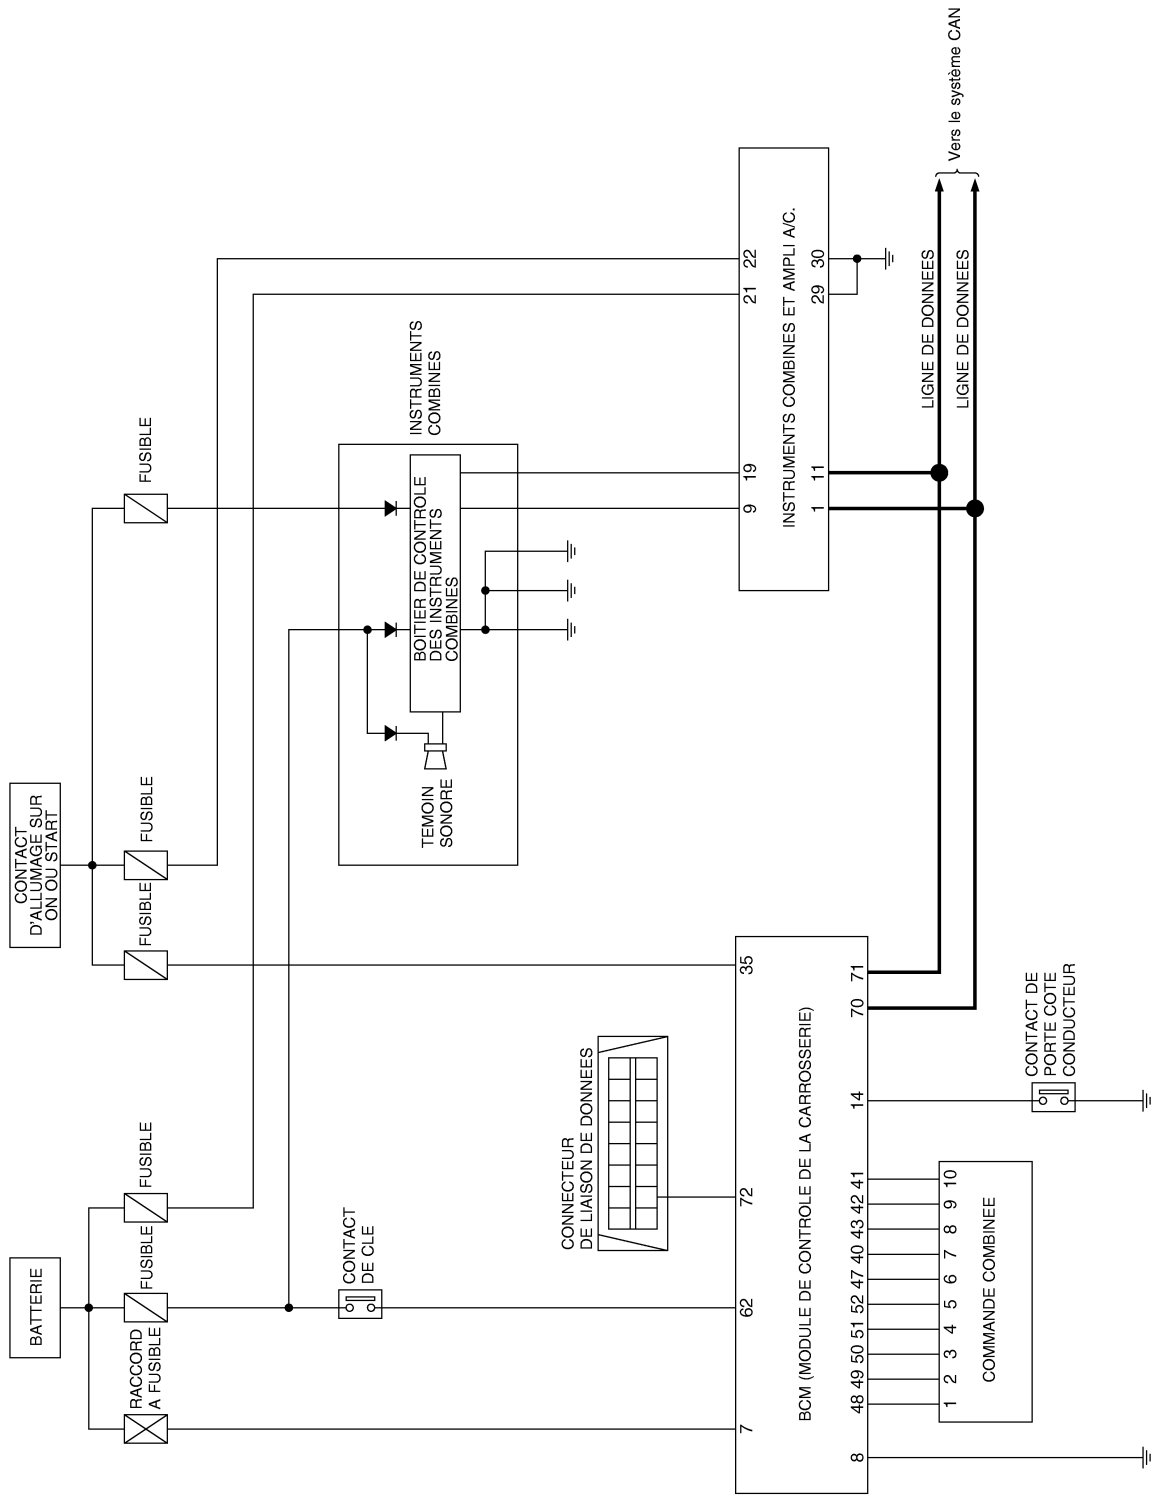 BATTERIE
CONTACT
D'ALLUMAGE SUR
ON OU START
RACCORD
A FUSIBLE
FUSIBLE
FUSIBLE
FUSIBLE
FUSIBLE
FUSIBLE
CONTACT
DE CLE
INSTRUMENTS
COMBINES
BOITIER DE CONTROLE
DES INSTRUMENTS
COMBINES
TEMOIN
SONORE
CONNECTEUR
DE LIAISON DE DONNEES
7
62
72
35
9
19
21
22
BCM (MODULE DE CONTROLE DE LA CARROSSERIE)
INSTRUMENTS COMBINES ET AMPLI A/C.
8
48
49
50
51
52
47
40
43
42
41
14
70
71
1
11
29
30
1
2
3
4
5
6
7
8
9
10
COMMANDE COMBINEE
CONTACT DE
PORTE COTE
CONDUCTEUR
LIGNE DE DONNEES
LIGNE DE DONNEES
Vers le système CAN